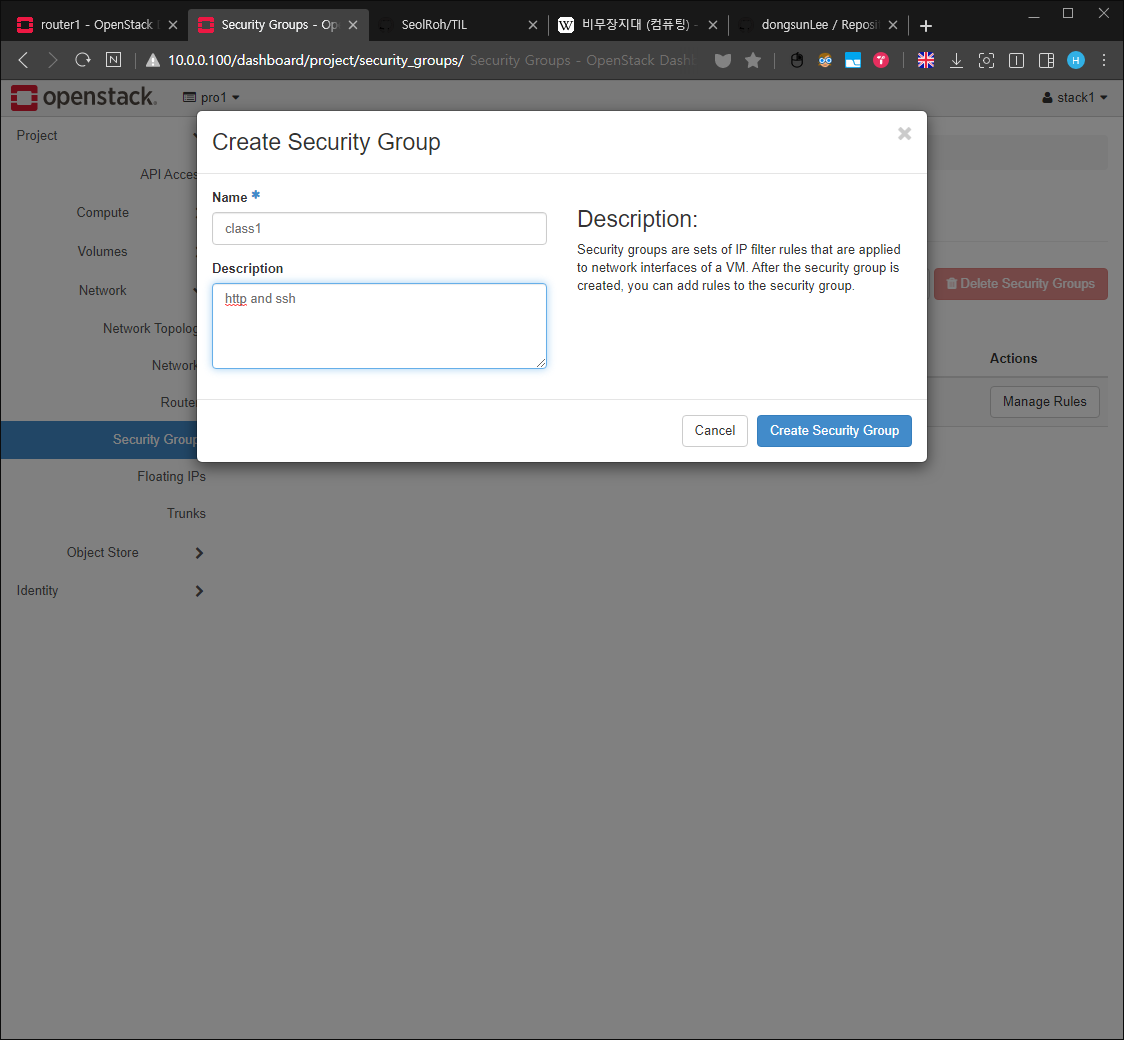 router1 - OpenStack
Security Groups - Ope
SeolRoh/TIL
비무장지대 (컴퓨팅) -
dongsunLee / Reposit
10.0.0.100/dashboard/project/security_groups/ Security Groups - OpenStack Dash
openstack.
pro1
stack1
Project
API Acces
Compute
Volumes
Network
Network Topolog
Network
Router
Security Group
Floating IPs
Trunks
Object Store
Identity
Create Security Group
Name *
class1
Description
http and ssh
Description:
Security groups are sets of IP filter rules that are applied
to network interfaces of a VM. After the security group is
created, you can add rules to the security group.
Cancel
Create Security Group
Delete Security Groups
Actions
Manage Rules